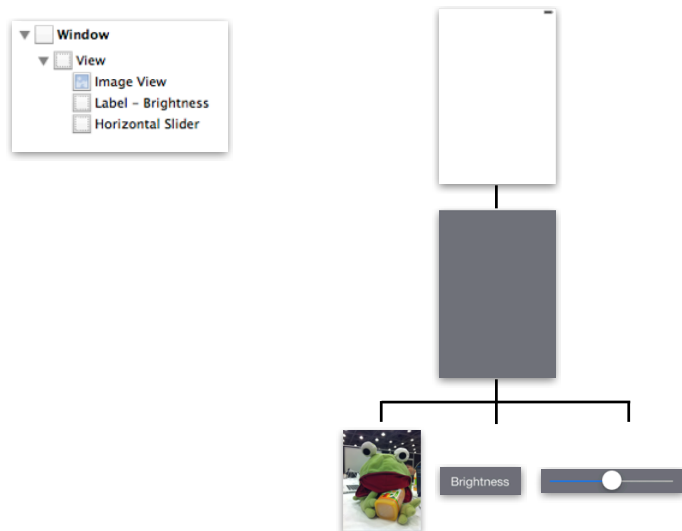 Window
View
Image View
Label – Brightness
Horizontal Slider
Brightness